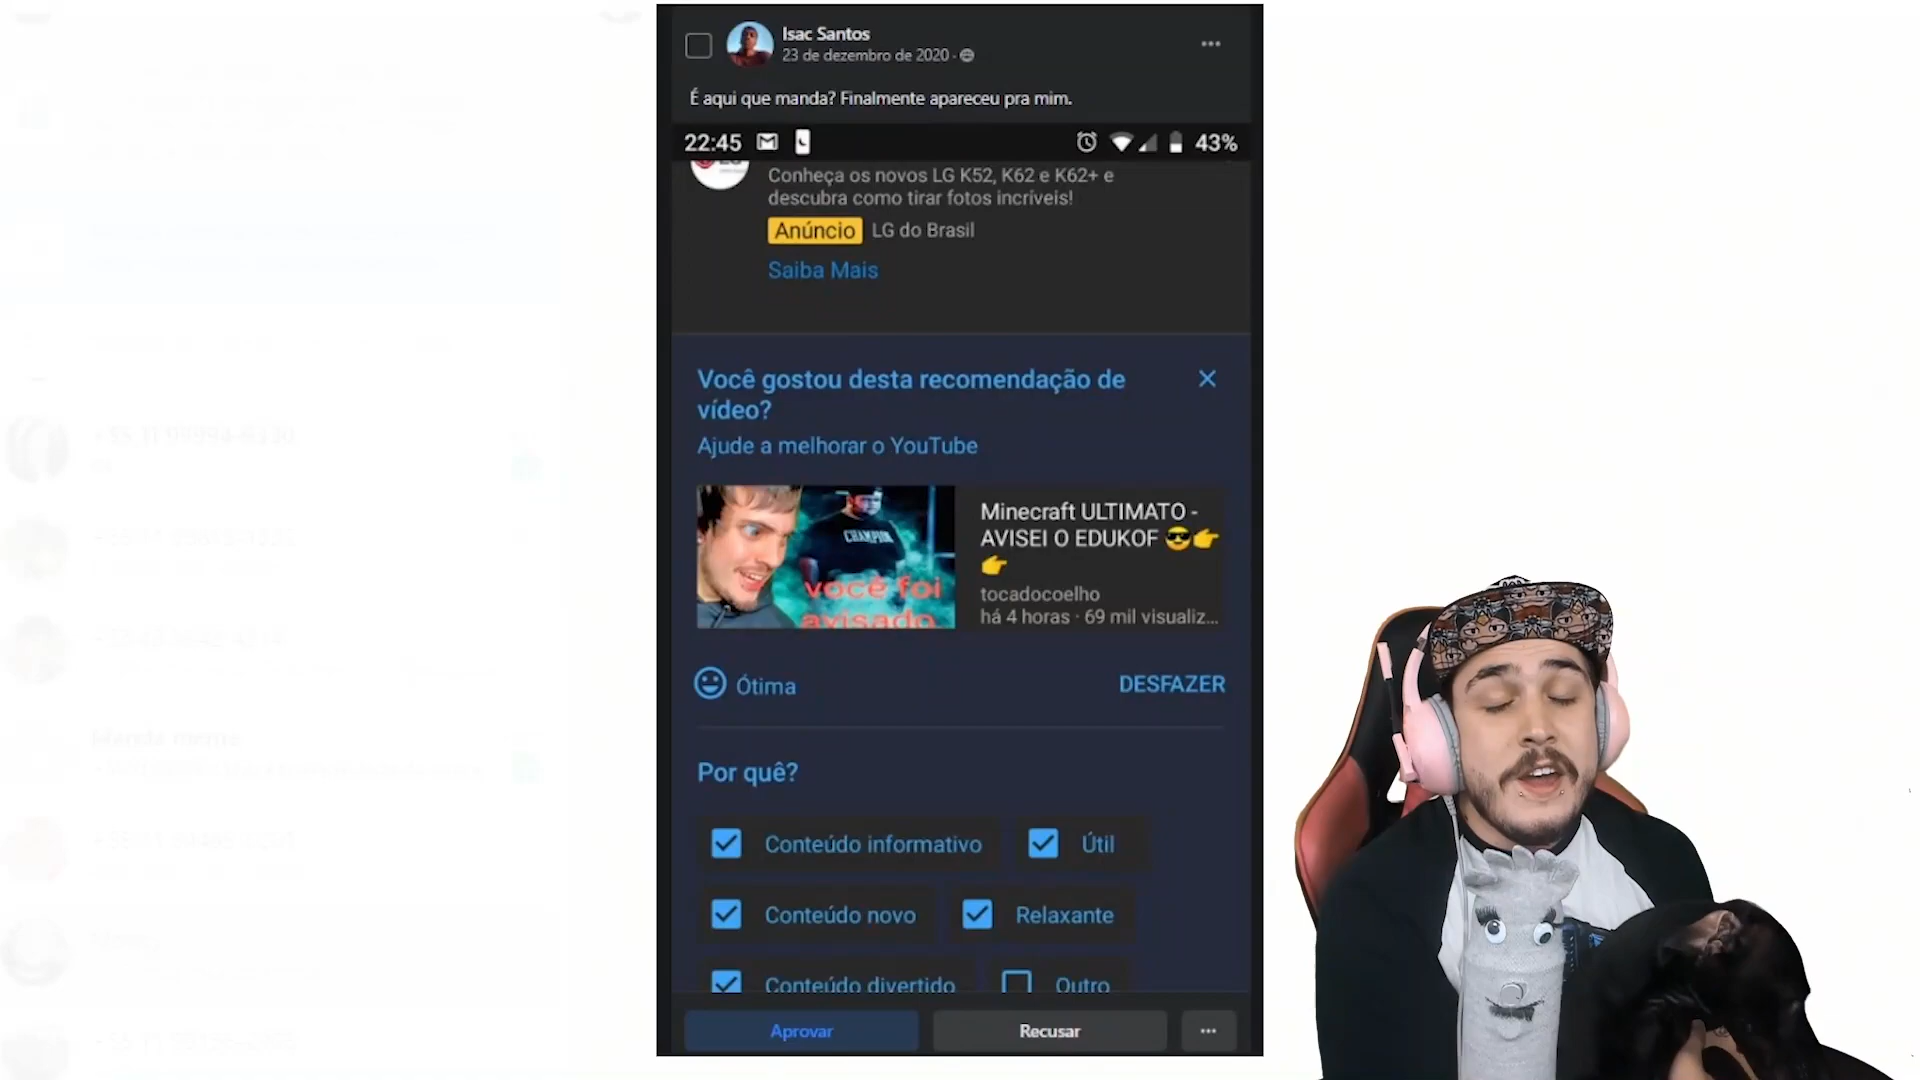 Isac Santos
23 de dezembro de 2020 ·
É aqui que manda? Finalmente apareceu pra mim.
22:45
43%
Conheça os novos LG K52, K62 e K62+ e
descubra como tirar fotos incríveis!
Anúncio LG do Brasil
Saiba Mais
Você gostou desta recomendação de
vídeo?
Ajude a melhorar o YouTube
CHAMPION
você foi
avisado
Minecraft ULTIMATO -
AVISEI O EDUKOF 😎👉
👉
tocadocoelho
há 4 horas · 69 mil visualiz...
Ótima
DESFAZER
Por quê?
Conteúdo informativo
Útil
Conteúdo novo
Relaxante
Conteúdo divertido
Outro
Aprovar
Recusar